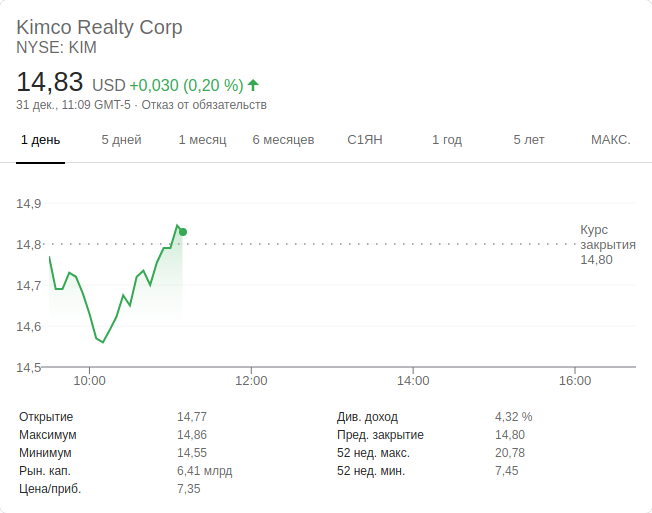 Kimco Realty Corp
NYSE: KIM
14,83 USD +0,030 (0,20 %)
31 дек., 11:09 GMT-5 · Отказ от обязательств
1 день 5 дней 1 месяц 6 месяцев С1ЯН 1 год 5 лет МАКС.
14,9
Курс
14,8 закрытия
14,80
14,7
14,6
14,5
10:00 12:00 14:00 16:00
Открытие 14,77 Див. доход 4,32 %
Максимум 14,86 Пред. закрытие 14,80
Минимум 14,55 52 нед. макс. 20,78
Рын. кап. 6,41 млрд 52 нед. мин. 7,45
Цена/приб. 7,35